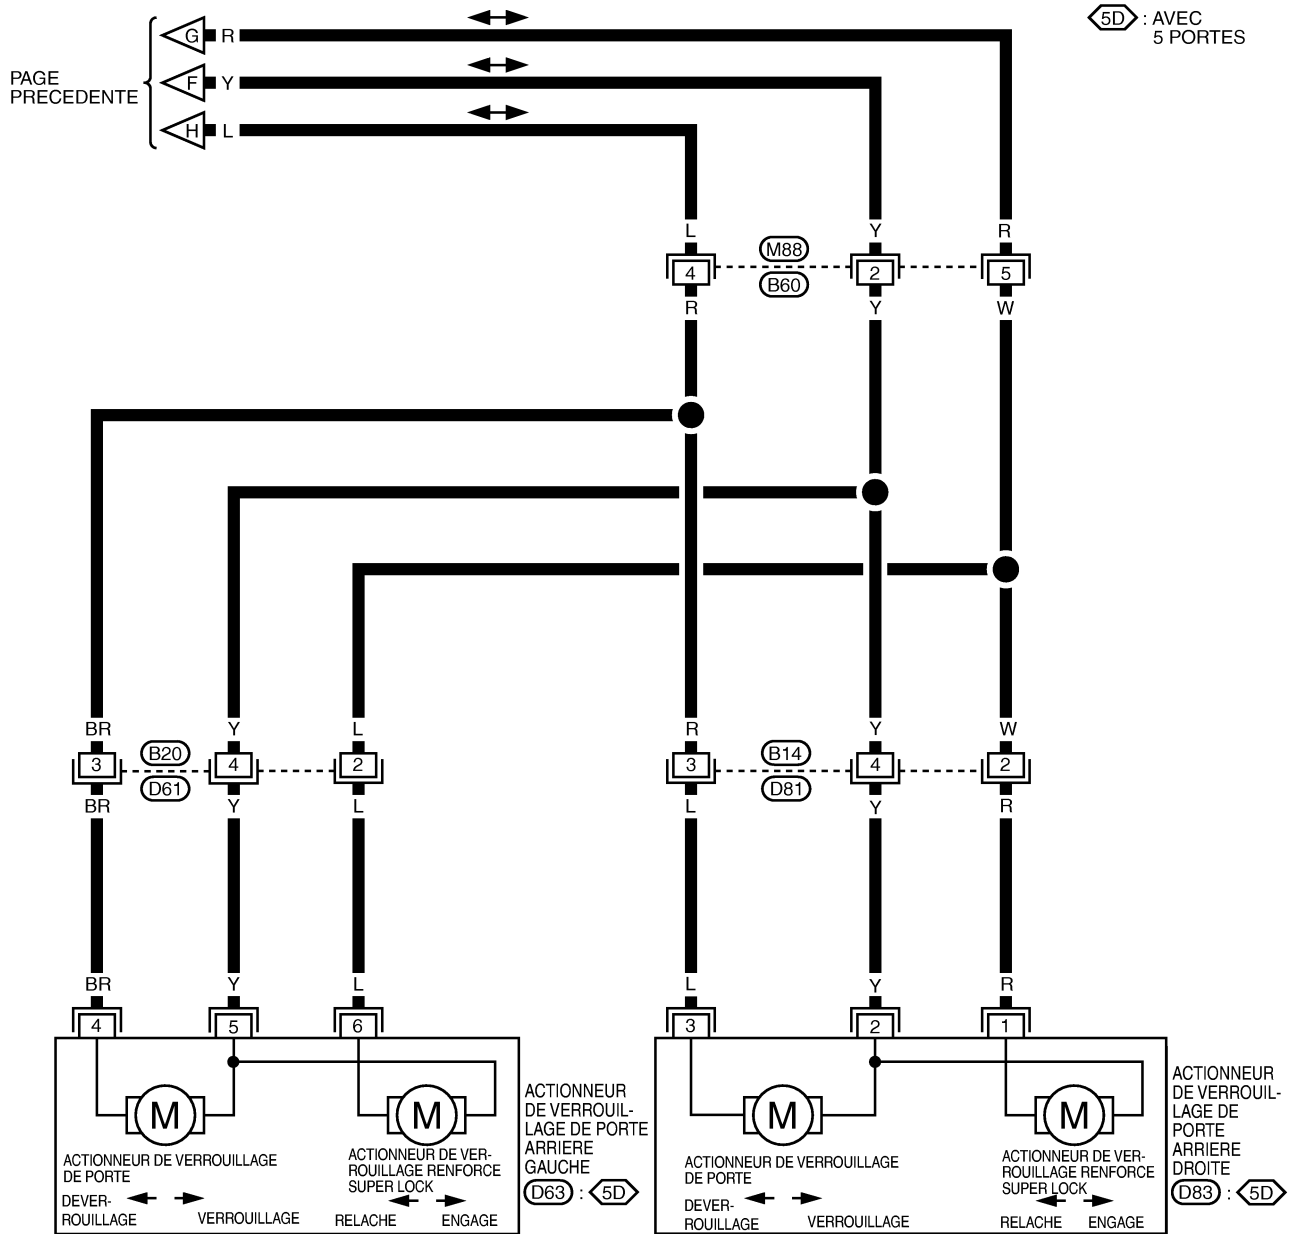 5D : AVEC
5 PORTES
PAGE
PRECEDENTE
G R
F Y
H L
L Y R
M88
4 2 5
B60
R Y W
BR Y L R Y W
B20 B14
3 4 2 3 4 2
D61 D81
BR Y L L Y R
BR Y L L Y R
4 5 6 3 2 1
M M
ACTIONNEUR DE VERROUILLAGE
DE PORTE
DEVER-
ROUILLAGE
VERROUILLAGE
ACTIONNEUR DE VER-
ROUILLAGE RENFORCE
SUPER LOCK
RELACHE ENGAGE
ACTIONNEUR
DE VERROUIL-
LAGE DE PORTE
ARRIERE
GAUCHE
D63 : 5D
M M
ACTIONNEUR DE VERROUILLAGE
DE PORTE
DEVER-
ROUILLAGE
VERROUILLAGE
ACTIONNEUR DE VER-
ROUILLAGE RENFORCE
SUPER LOCK
RELACHE ENGAGE
ACTIONNEUR
DE VERROUIL-
LAGE DE
PORTE
ARRIERE
DROITE
D83 : 5D